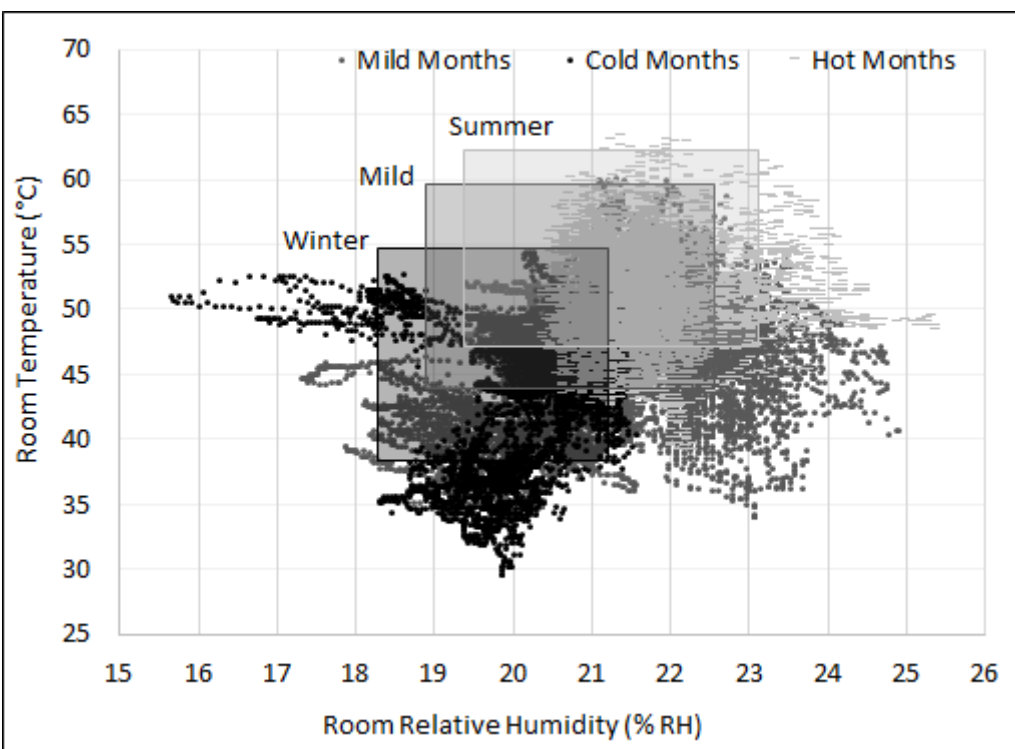 Mild Months Cold Months Hot Months
Summer
Mild
Winter
Room Temperature (°C)
70
65
60
55
50
45
40
35
30
25
15 16 17 18 19 20 21 22 23 24 25 26
Room Relative Humidity (% RH)